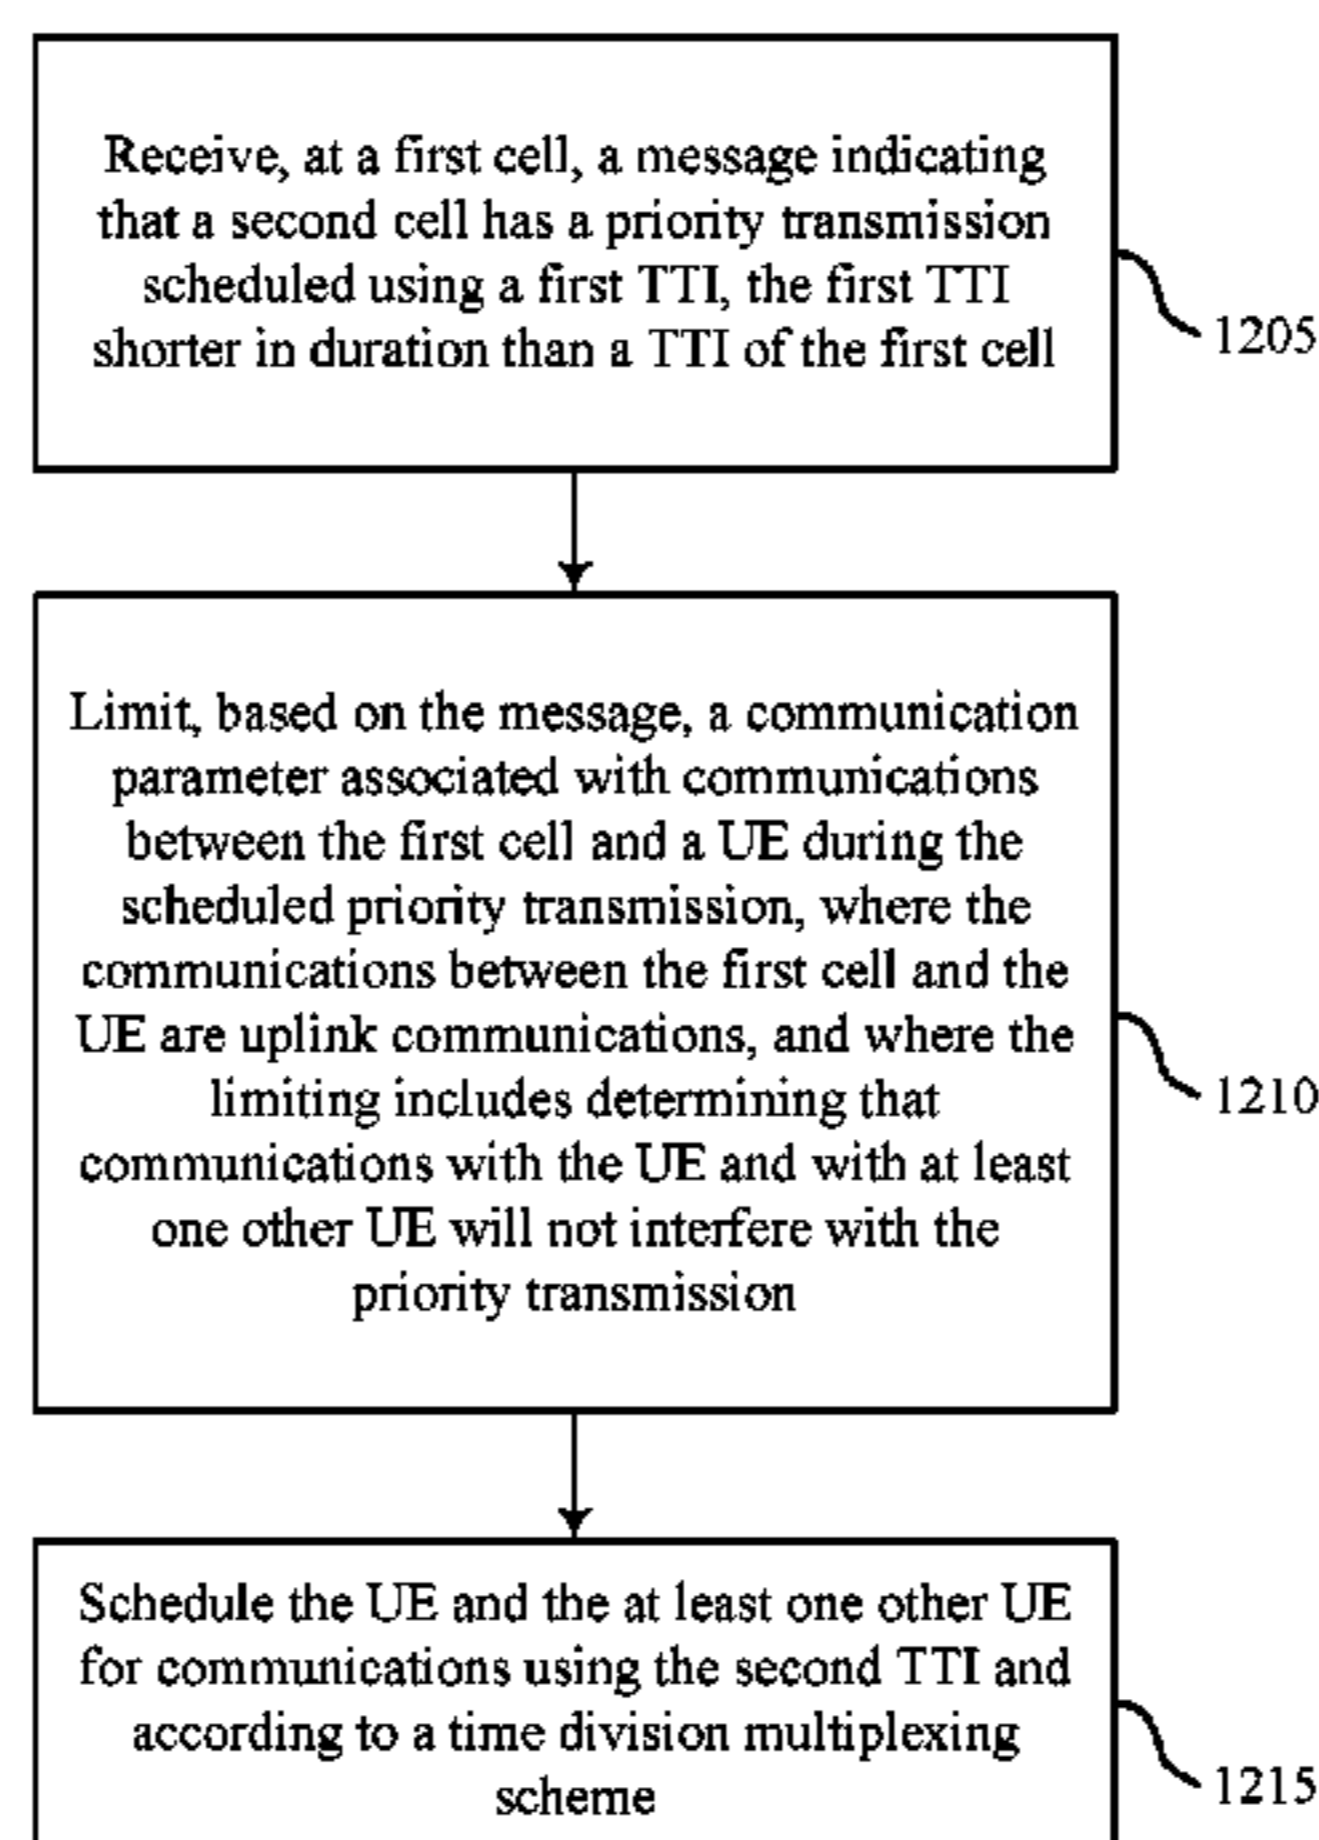 Receive, at a first cell, a message indicating
that a second cell has a priority transmission
scheduled using a first TTI, the first TTI
shorter in duration than a TTI of the first cell
1205
Limit, based on the message, a communication
parameter associated with communications
between the first cell and a UE during the
scheduled priority transmission, where the
communications between the first cell and the
UE are uplink communications, and where the
limiting includes determining that
communications with the UE and with at least
one other UE will not interfere with the
priority transmission
1210
Schedule the UE and the at least one other UE
for communications using the second TTI and
according to a time division multiplexing
scheme
1215